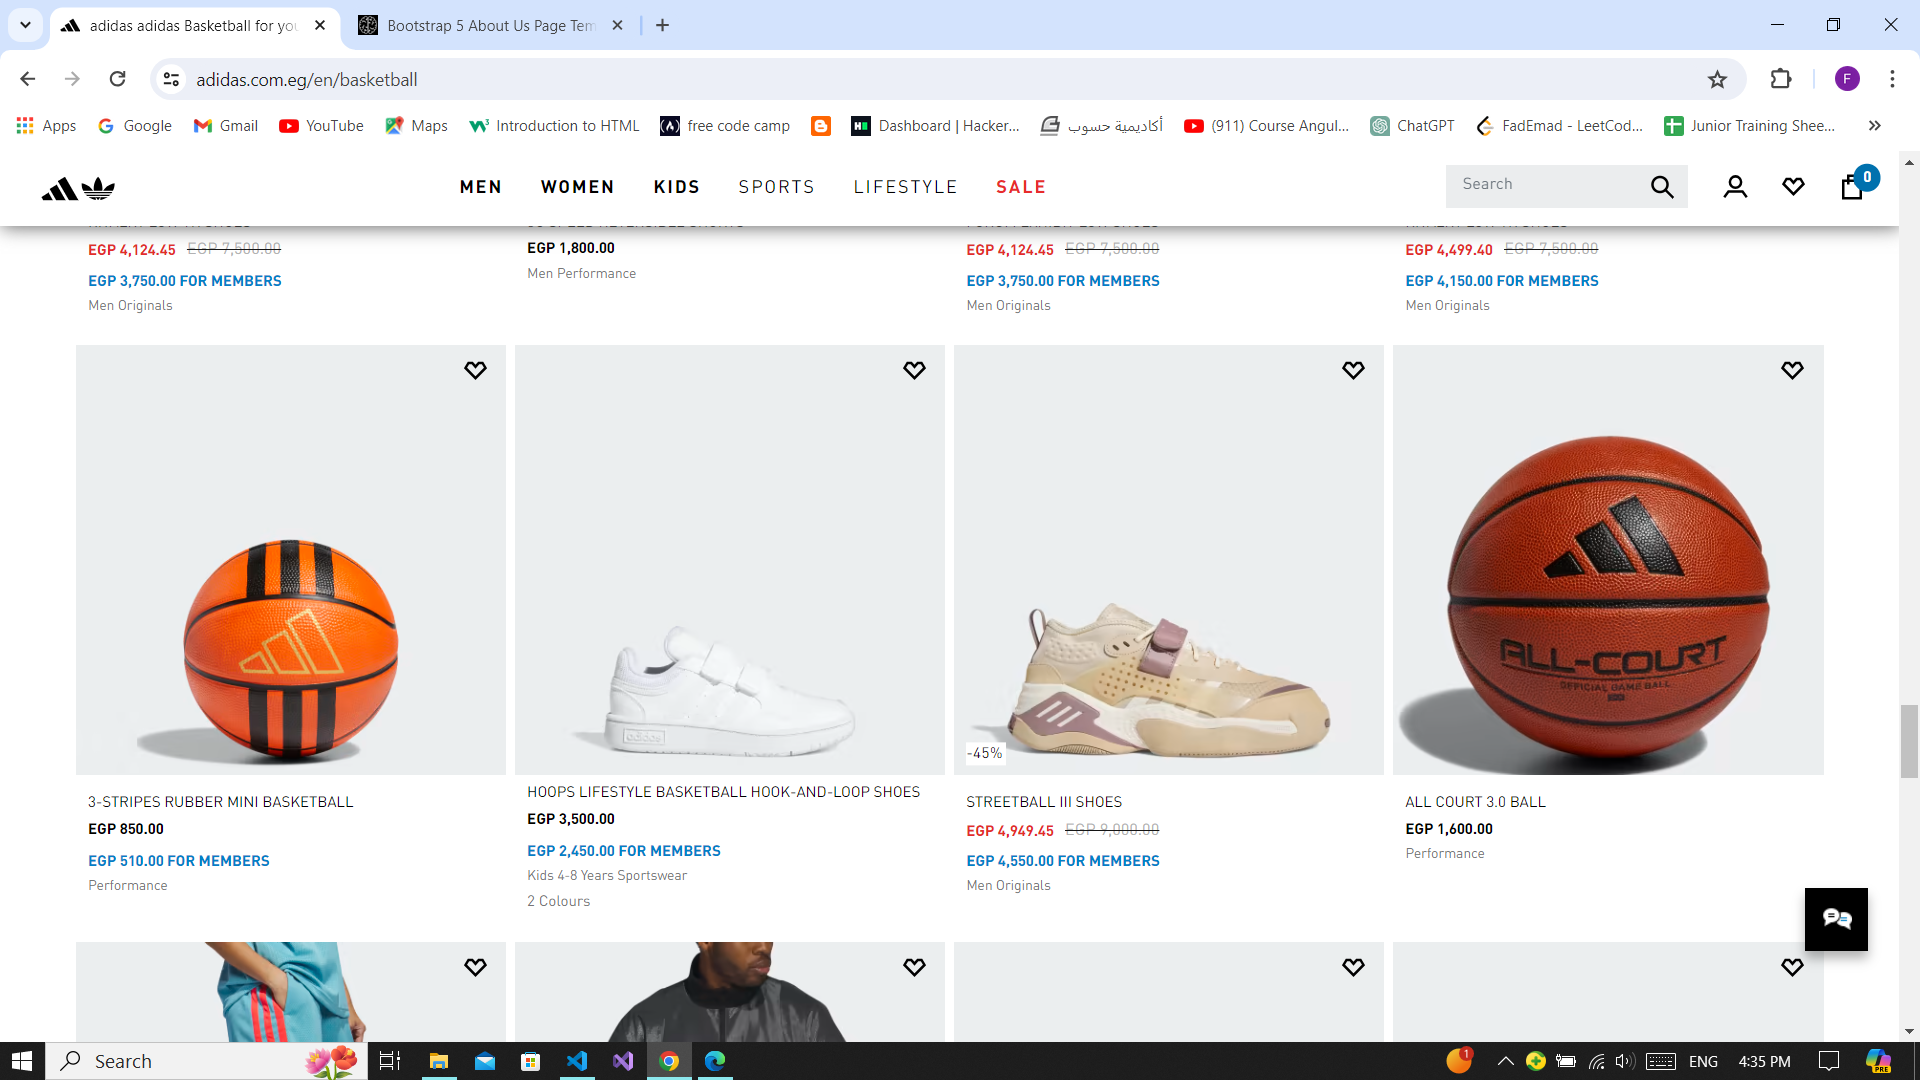 adidas adidas Basketball for you
Bootstrap 5 About Us Page Tem
adidas.com.eg/en/basketball
F
Apps
Google
Gmail
YouTube
Maps
Introduction to HTML
free code camp
Dashboard | Hacker...
أكاديمية حسوب
(911) Course Angul...
ChatGPT
FadEmad - LeetCod...
Junior Training Shee...
MEN
WOMEN
KIDS
SPORTS
LIFESTYLE
SALE
Search
0
EGP 4,124.45 EGP 7,500.00
EGP 3,750.00 FOR MEMBERS
Men Originals
EGP 1,800.00
Men Performance
EGP 4,124.45 EGP 7,500.00
EGP 3,750.00 FOR MEMBERS
Men Originals
EGP 4,499.40 EGP 7,500.00
EGP 4,150.00 FOR MEMBERS
Men Originals
3-STRIPES RUBBER MINI BASKETBALL
EGP 850.00
EGP 510.00 FOR MEMBERS
Performance
adidas
HOOPS LIFESTYLE BASKETBALL HOOK-AND-LOOP SHOES
EGP 3,500.00
EGP 2,450.00 FOR MEMBERS
Kids 4-8 Years Sportswear
2 Colours
-45%
STREETBALL III SHOES
EGP 4,949.45 EGP 9,000.00
EGP 4,550.00 FOR MEMBERS
Men Originals
ALL-COURT
OFFICIAL GAME BALL
ALL COURT 3.0 BALL
EGP 1,600.00
Performance
Search
1
ENG
4:35 PM
PRE